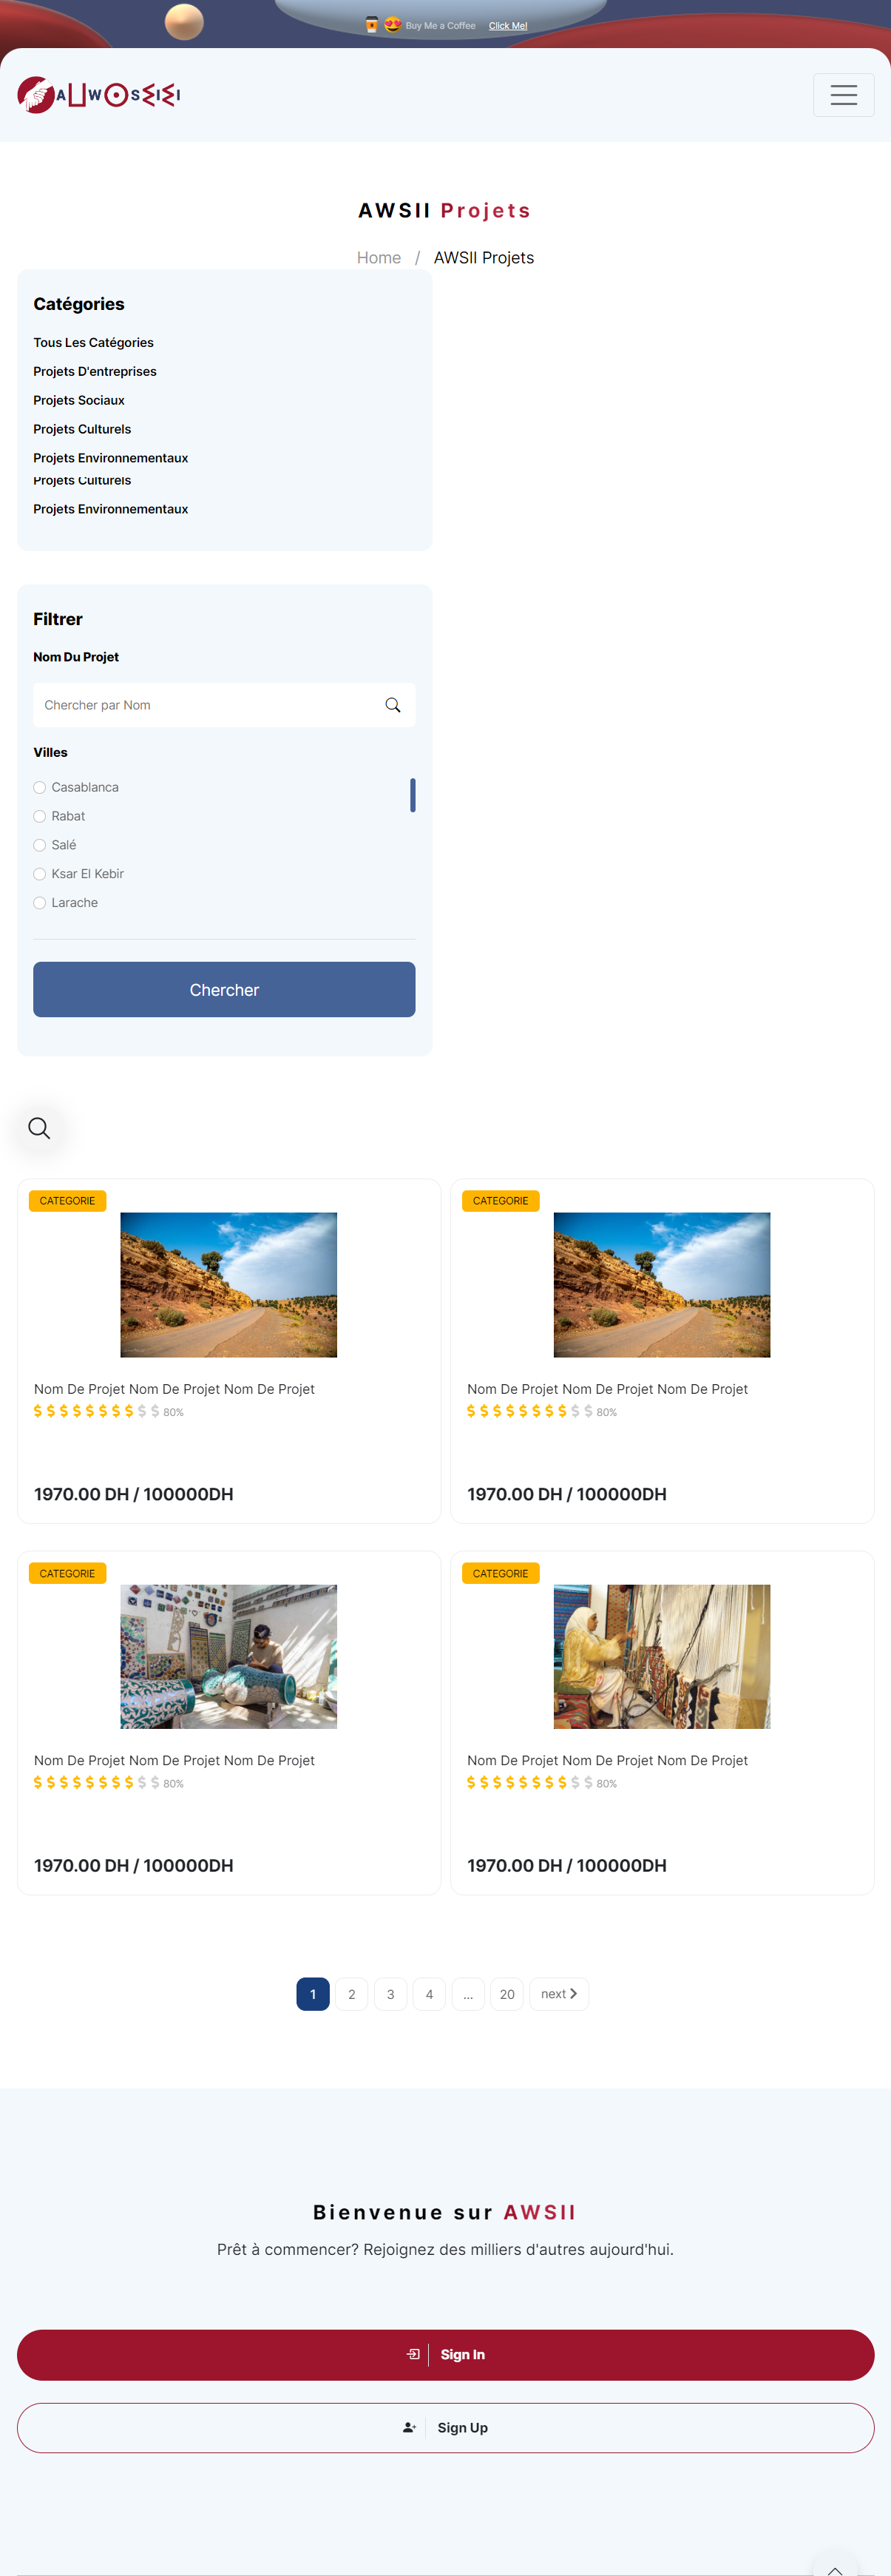 Buy Me a Coffee Click Me!
AWSII Projets
Home / AWSII Projets
Catégories
Tous Les Catégories
Projets D'entreprises
Projets Sociaux
Projets Culturels
Projets Environnementaux
Projets Culturels
Projets Environnementaux
Filtrer
Nom Du Projet
Chercher par Nom
Villes
Casablanca
Rabat
Salé
Ksar El Kebir
Larache
Chercher
CATEGORIE
Nom De Projet Nom De Projet Nom De Projet
$ $ $ $ $ $ $ $ $ $ 80%
1970.00 DH / 100000DH
CATEGORIE
Nom De Projet Nom De Projet Nom De Projet
$ $ $ $ $ $ $ $ $ $ 80%
1970.00 DH / 100000DH
CATEGORIE
Nom De Projet Nom De Projet Nom De Projet
$ $ $ $ $ $ $ $ $ $ 80%
1970.00 DH / 100000DH
CATEGORIE
Nom De Projet Nom De Projet Nom De Projet
$ $ $ $ $ $ $ $ $ $ 80%
1970.00 DH / 100000DH
1 2 3 4 ... 20 next
Bienvenue sur AWSII
Prêt à commencer? Rejoignez des milliers d'autres aujourd'hui.
Sign In
Sign Up